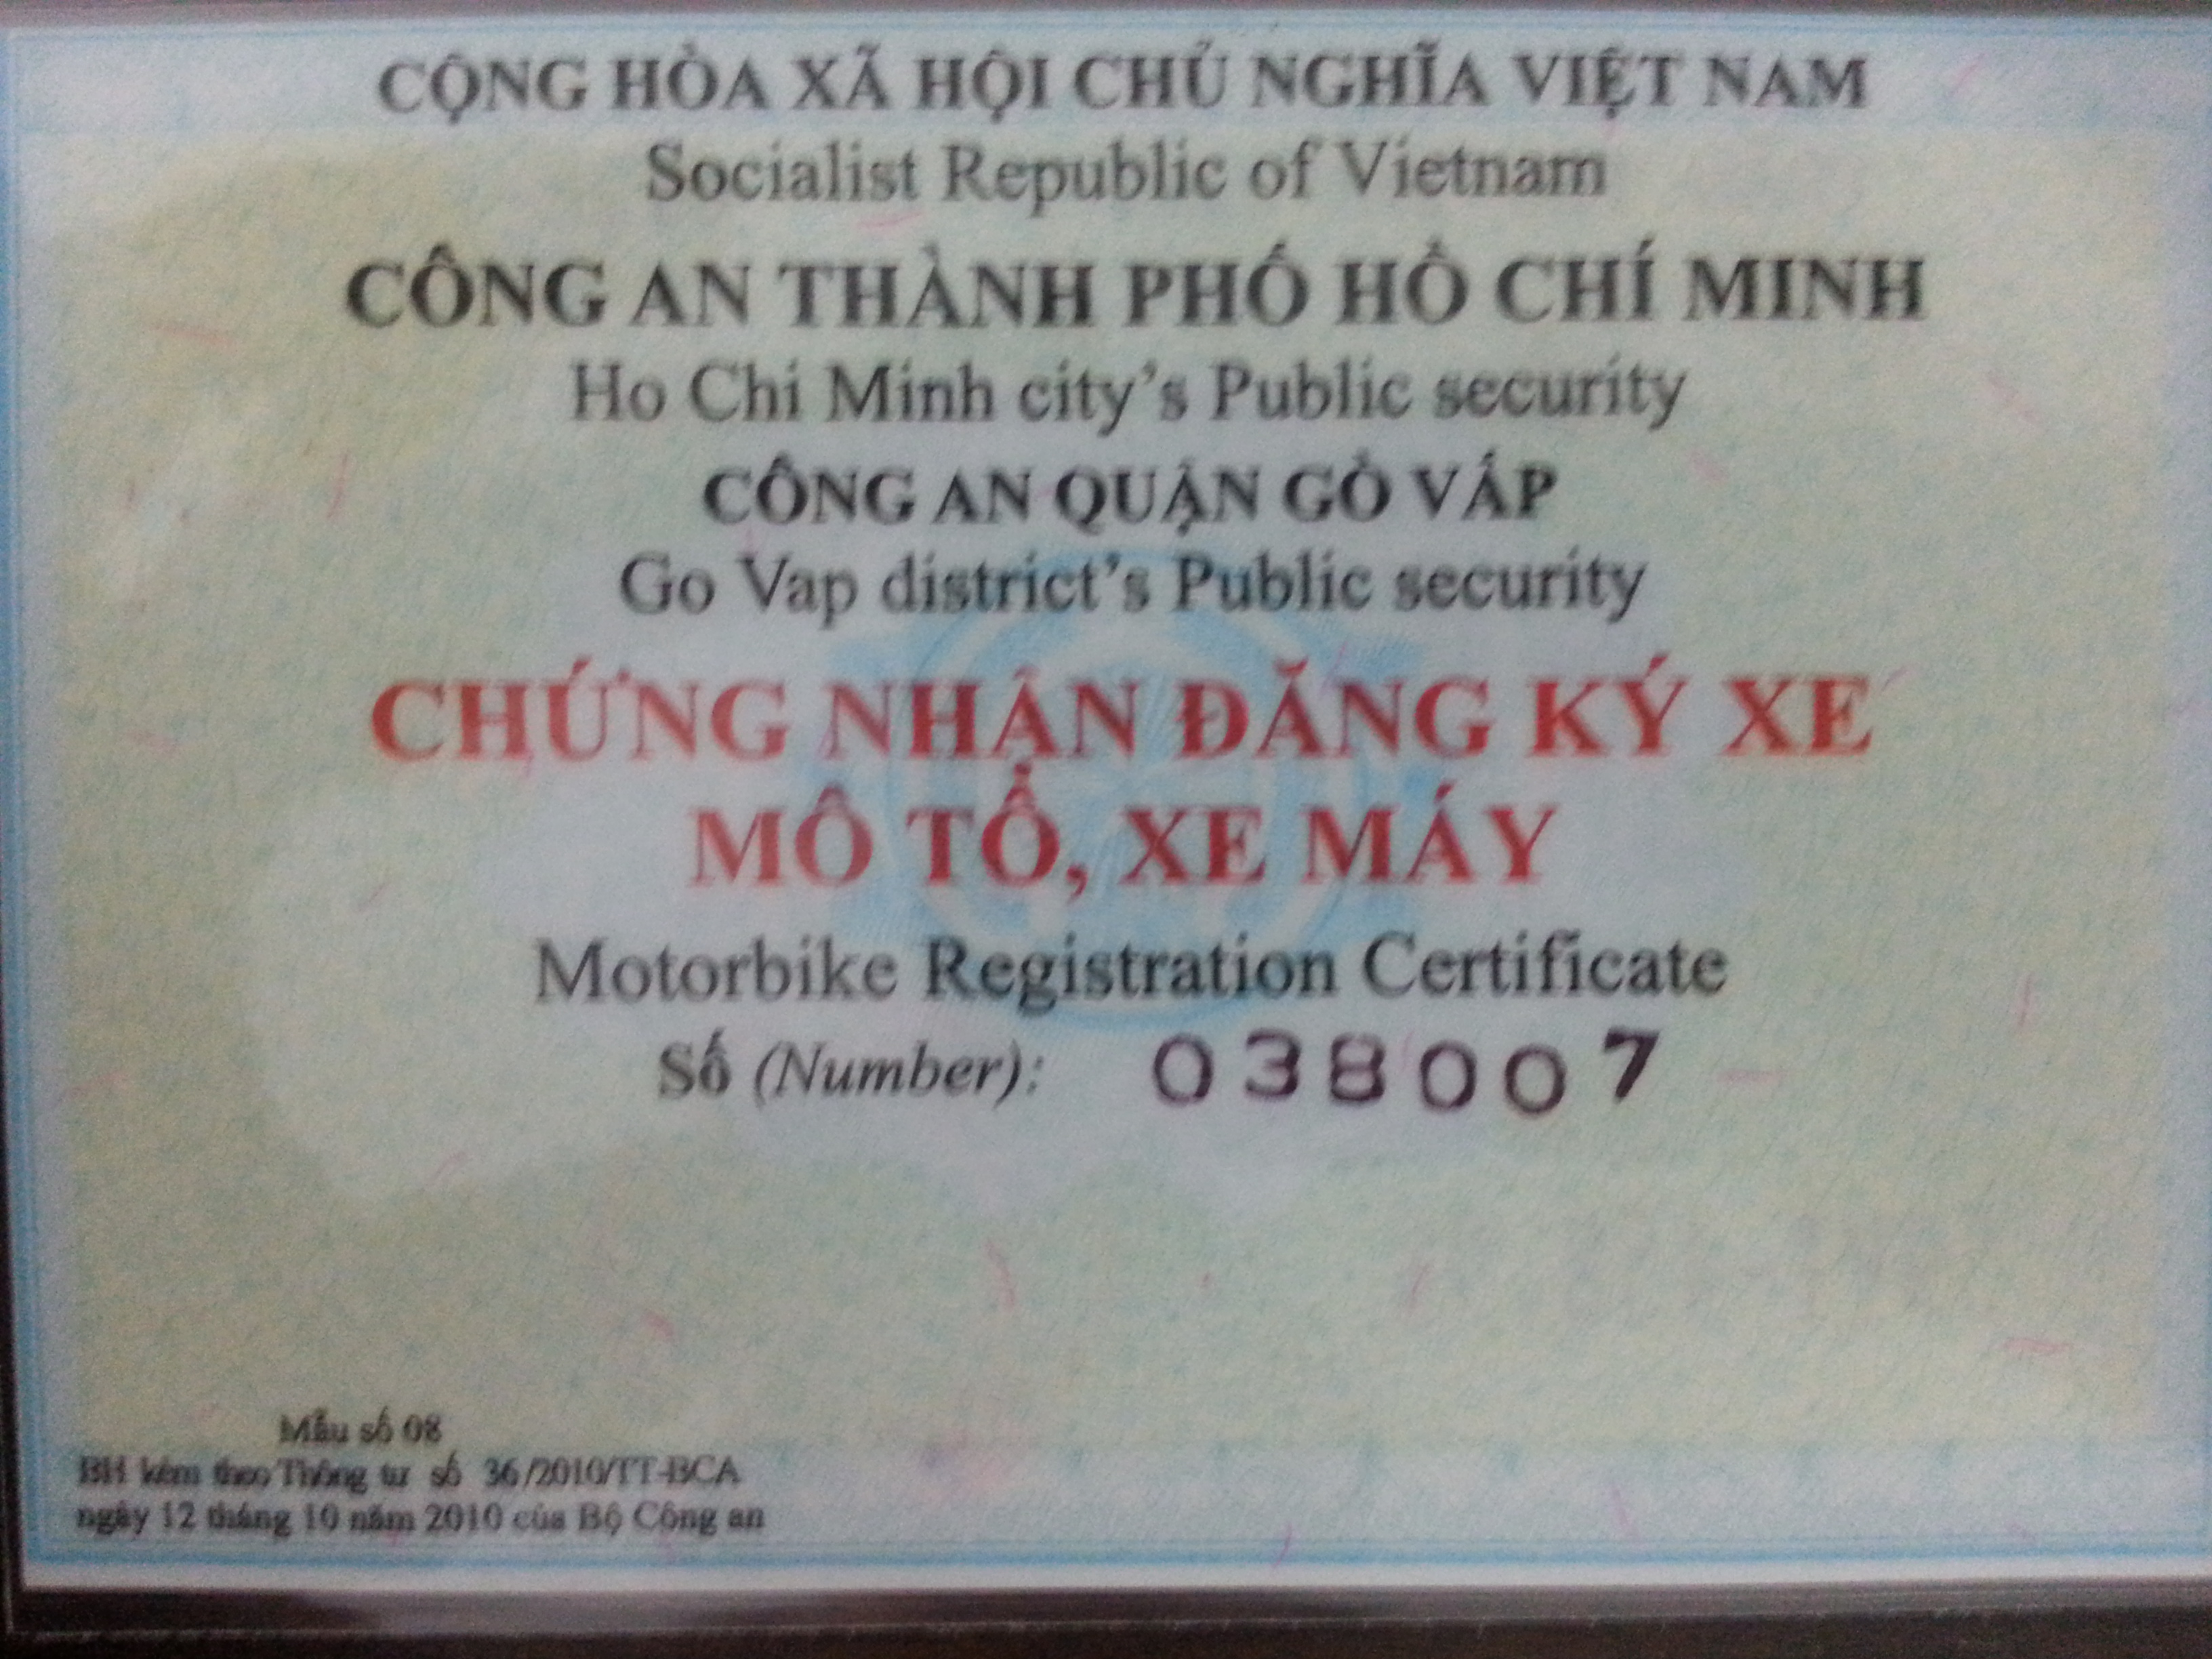 CỘNG HÒA XÃ HỘI CHỦ NGHĨA VIỆT NAM
Socialist Republic of Vietnam
CÔNG AN THÀNH PHỐ HỒ CHÍ MINH
Ho Chi Minh city's Public security
CÔNG AN QUẬN GÒ VẤP
Go Vap district's Public security
CHỨNG NHẬN ĐĂNG KÝ XE
MÔ TÔ, XE MÁY
Motorbike Registration Certificate
Số (Number): 038007
Mẫu số 08
BH kèm theo Thông tư số 36/2010/TT-BCA
ngày 12 tháng 10 năm 2010 của Bộ Công an